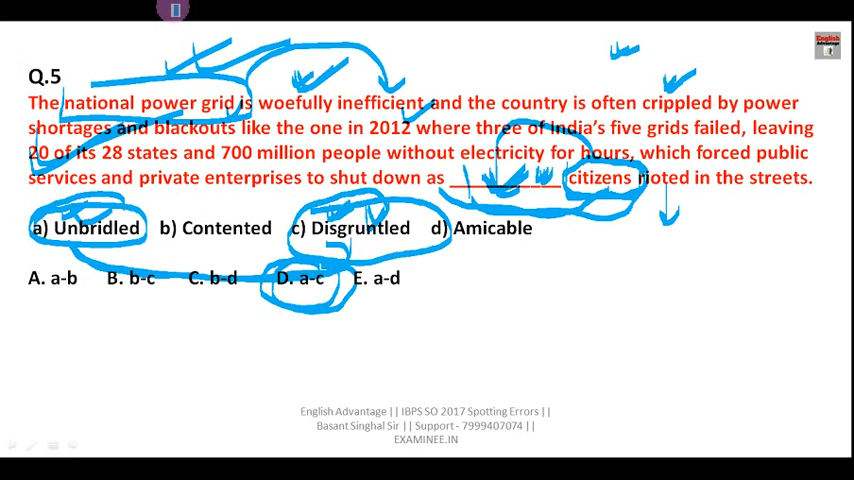 English
Advantage
Q.5
The national power grid is woefully inefficient and the country is often crippled by power
shortages and blackouts like the one in 2012 where three of India's five grids failed, leaving
20 of its 28 states and 700 million people without electricity for hours, which forced public
services and private enterprises to shut down as ____________ citizens rioted in the streets.
a) Unbridled b) Contented c) Disgruntled d) Amicable
A. a-b B. b-c C. b-d D. a-c E. a-d
English Advantage || IBPS SO 2017 Spotting Errors ||
Basant Singhal Sir || Support - 7999407074 ||
EXAMINEE.IN